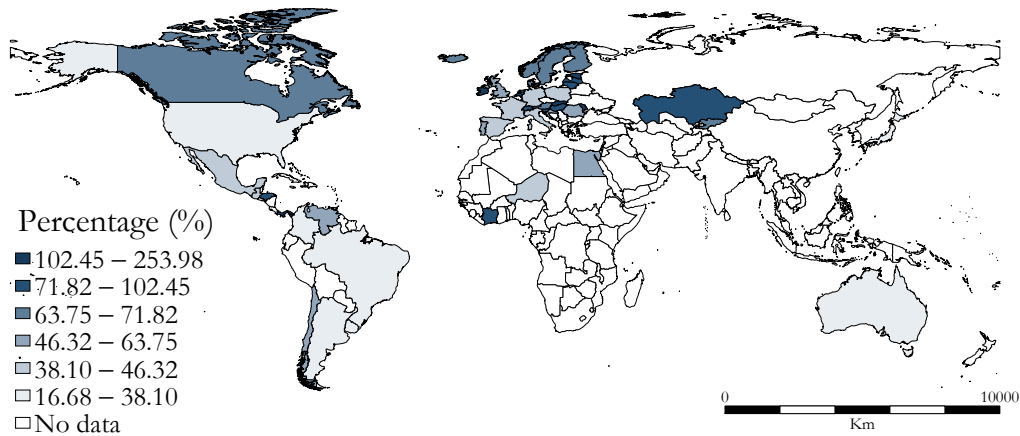 Percentage (%)
102.45 – 253.98
71.82 – 102.45
63.75 – 71.82
46.32 – 63.75
38.10 – 46.32
16.68 – 38.10
No data
0 10000
Km